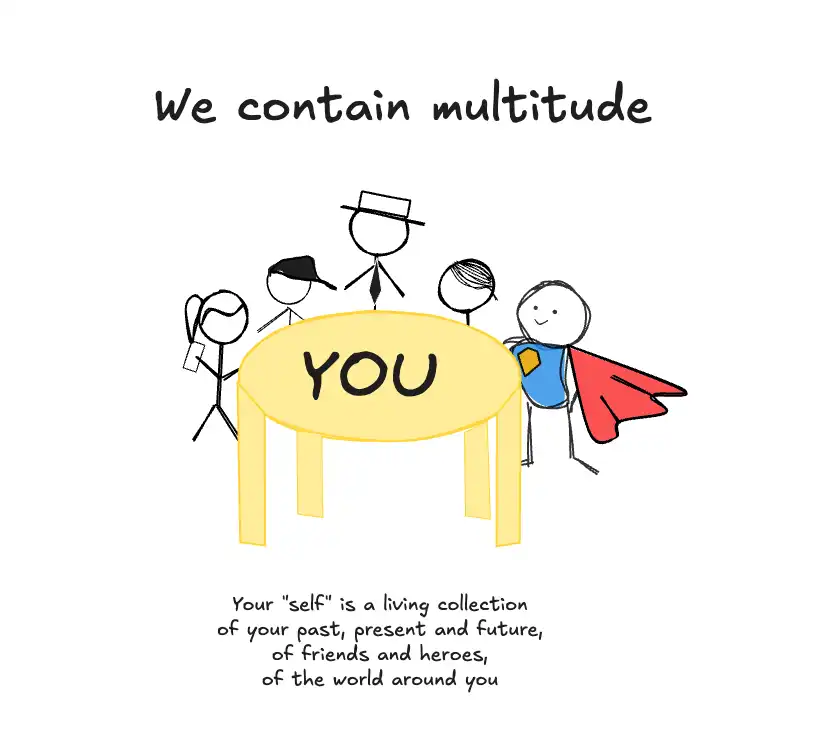 We contain multitude
YOU
Your "self" is a living collection
of your past, present and future,
of friends and heroes,
of the world around you